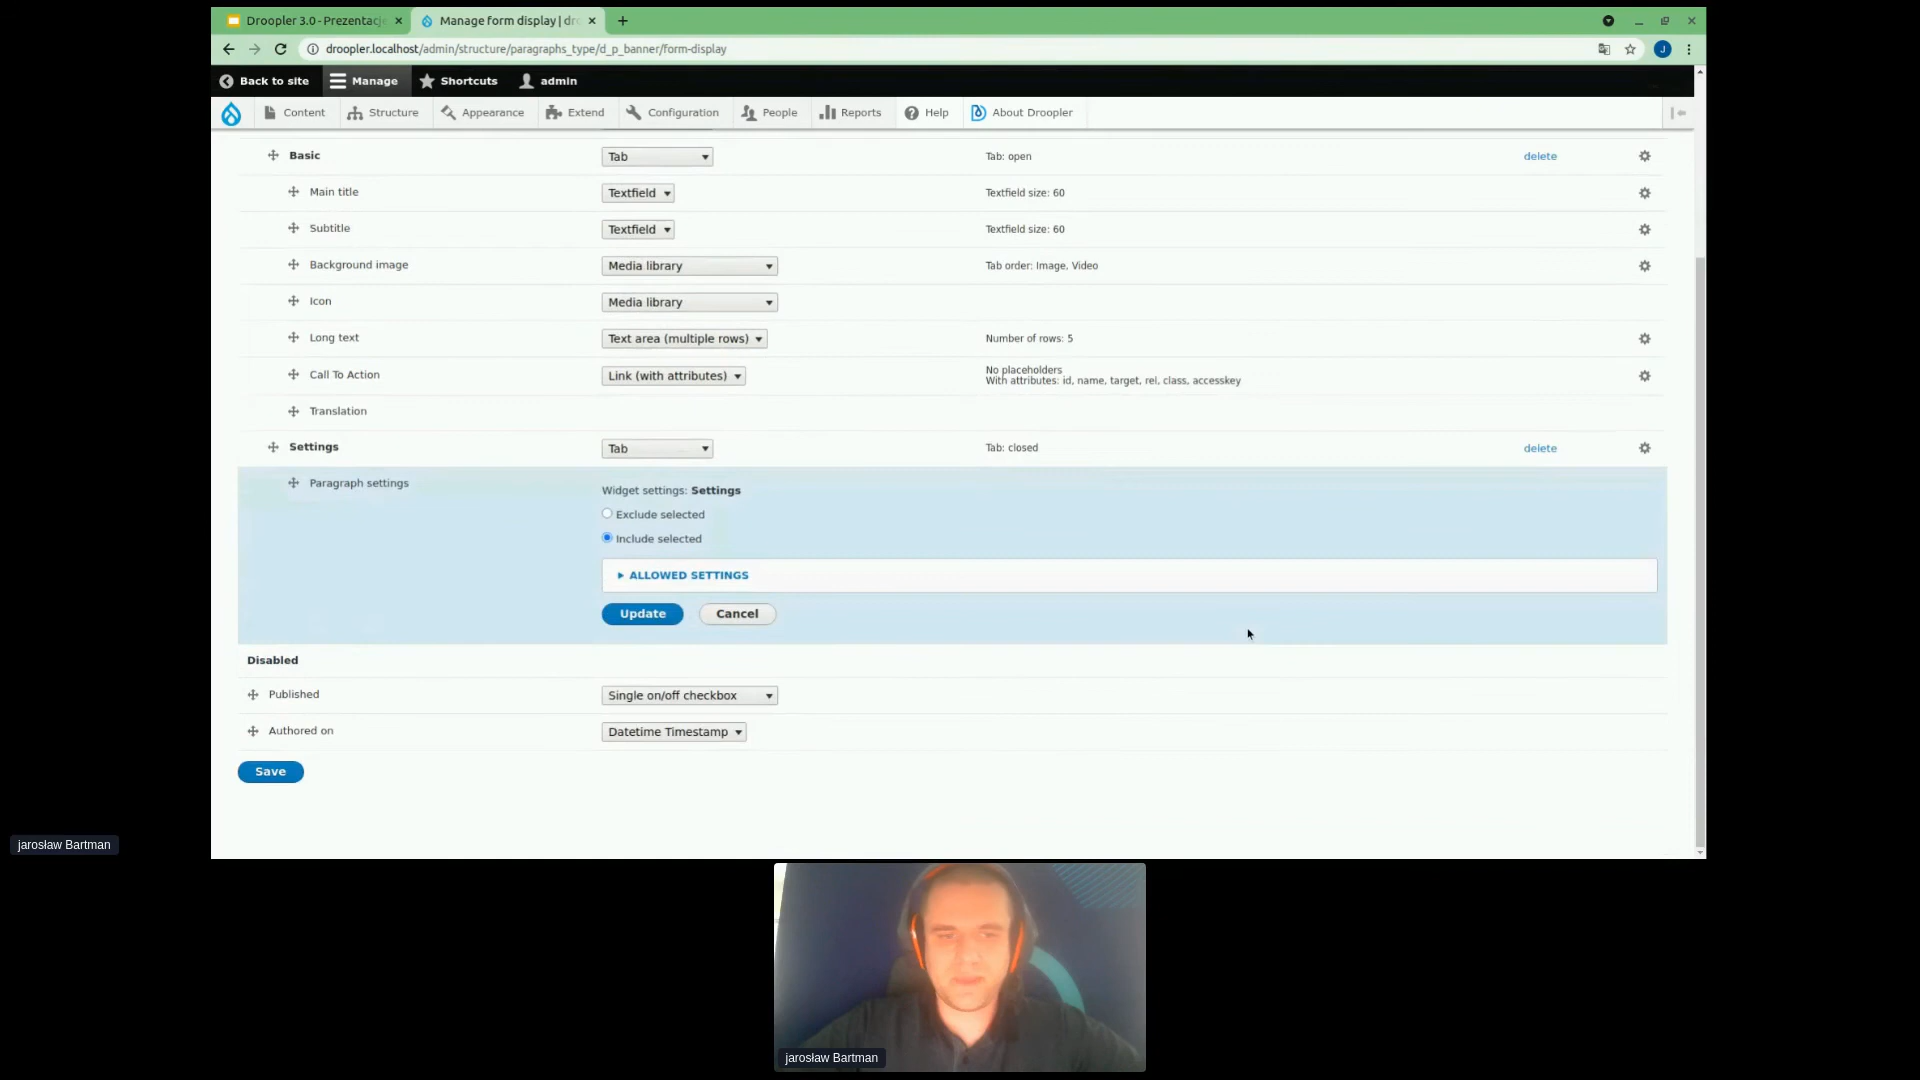 Droopler 3.0 - Prezentacje
Manage form display | dro
droopler.localhost/admin/structure/paragraphs_type/d_p_banner/form-display
J
Back to site
Manage
Shortcuts
admin
Content
Structure
Appearance
Extend
Configuration
People
Reports
Help
About Droopler
Basic
Tab
Tab: open
delete
Main title
Textfield
Textfield size: 60
Subtitle
Textfield
Textfield size: 60
Background image
Media library
Tab order: Image, Video
Icon
Media library
Long text
Text area (multiple rows)
Number of rows: 5
Call To Action
Link (with attributes)
No placeholders
With attributes: id, name, target, rel, class, accesskey
Translation
Settings
Tab
Tab: closed
delete
Paragraph settings
Widget settings: Settings
Exclude selected
Include selected
ALLOWED SETTINGS
Update
Cancel
Disabled
Published
Single on/off checkbox
Authored on
Datetime Timestamp
Save
jarosław Bartman
jarosław Bartman